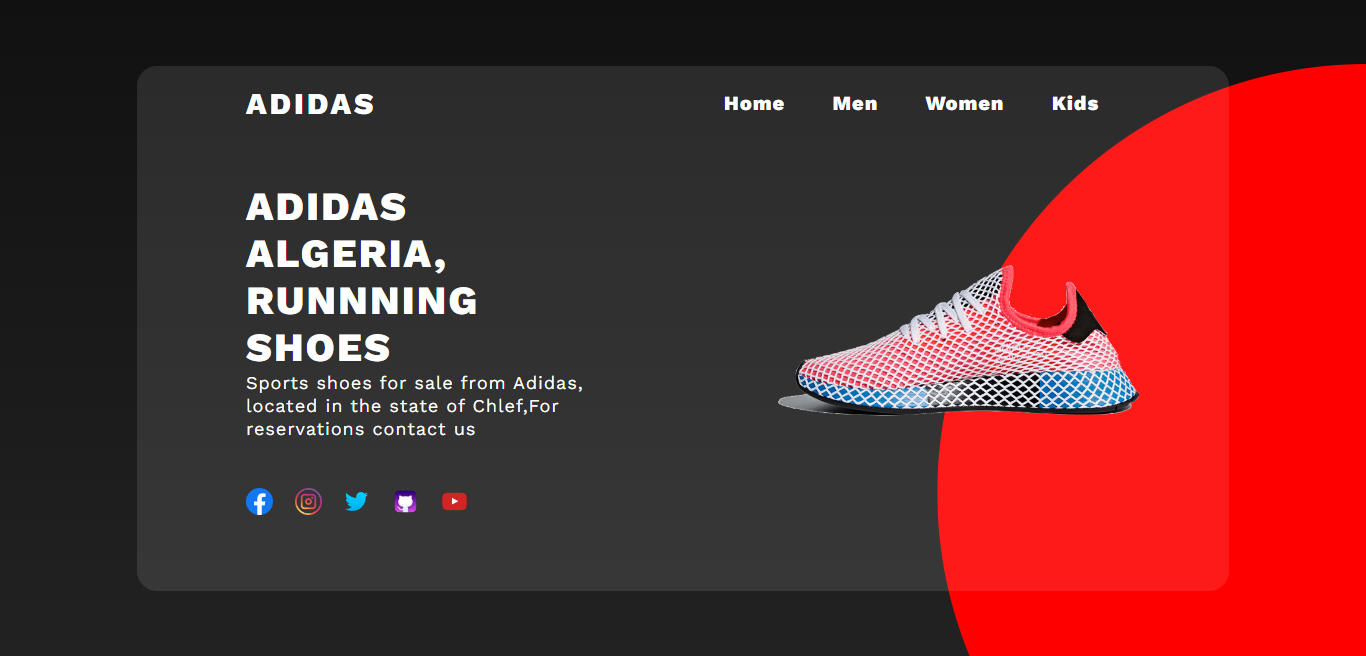 ADIDAS
Home Men Women Kids
ADIDAS
ALGERIA,
RUNNNING
SHOES
Sports shoes for sale from Adidas,
located in the state of Chlef,For
reservations contact us